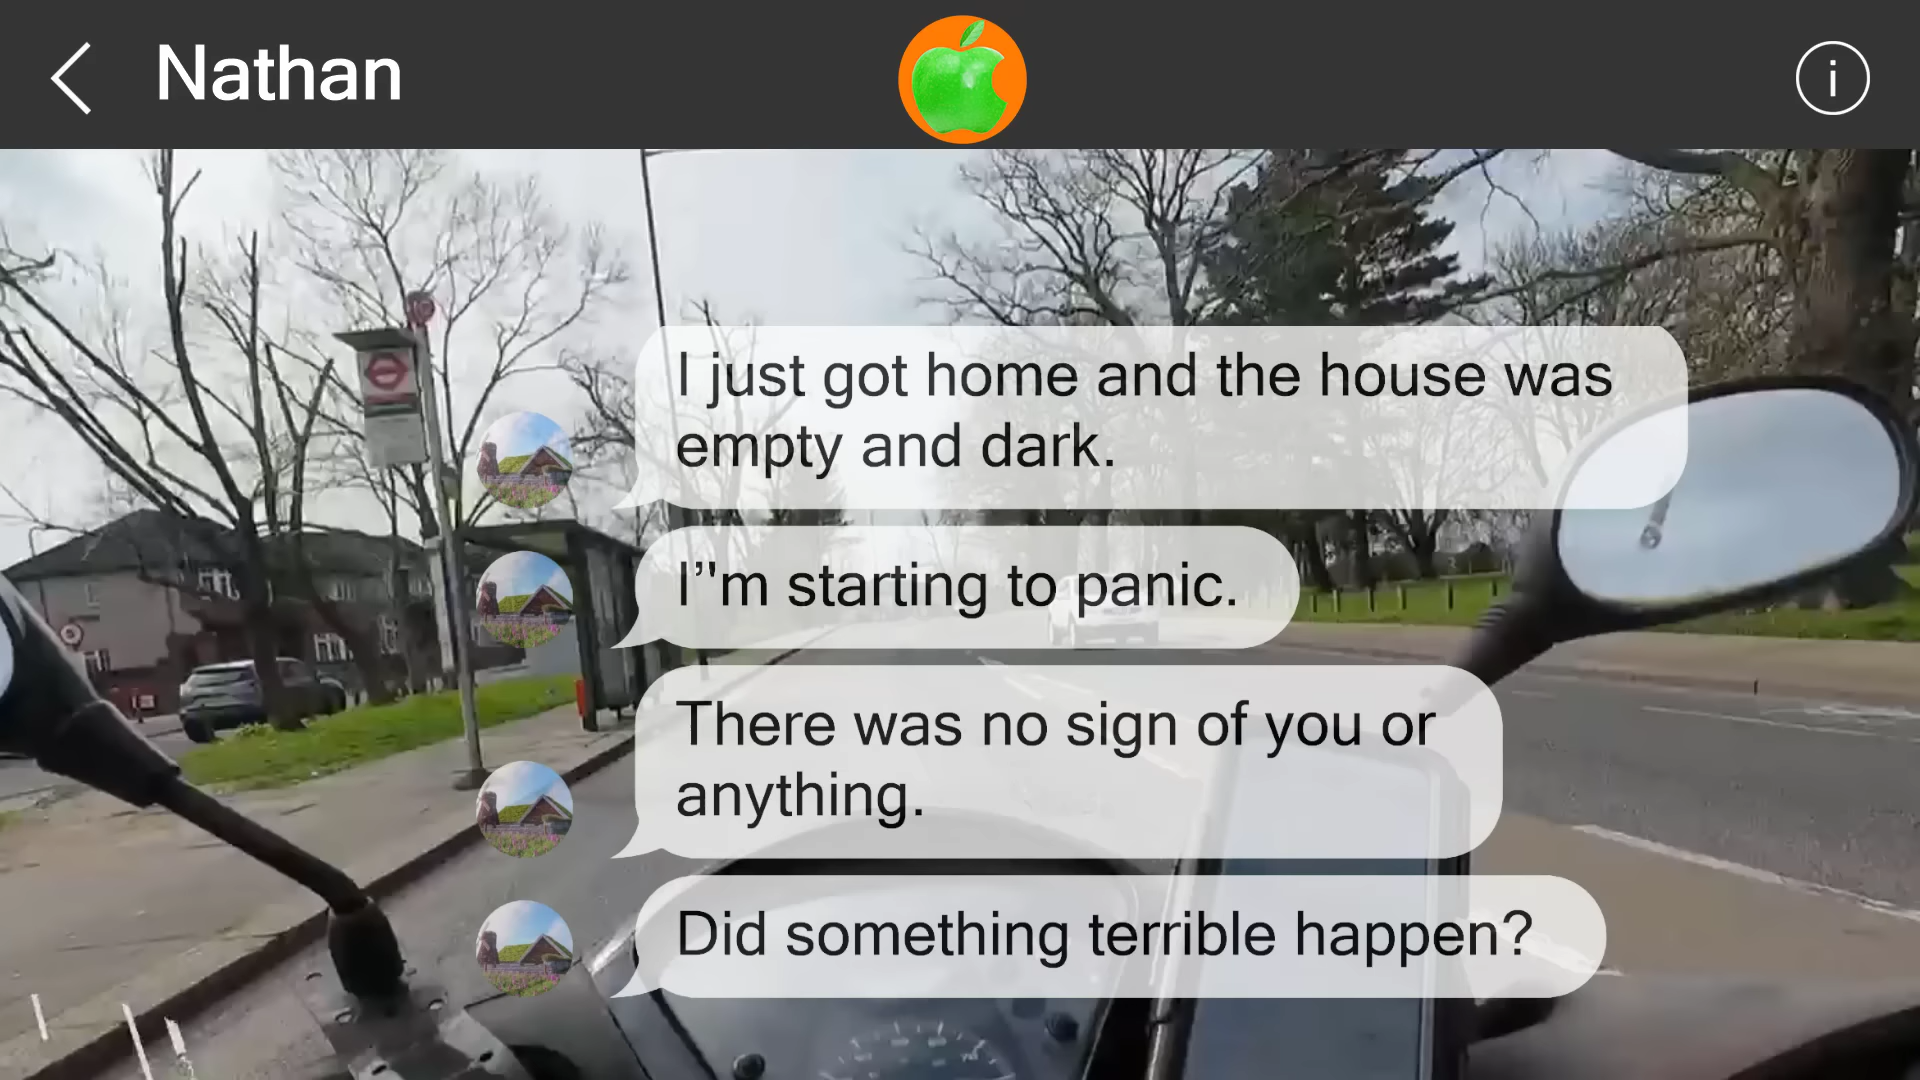 Nathan
I just got home and the house was
empty and dark.
I’'m starting to panic.
There was no sign of you or
anything.
Did something terrible happen?